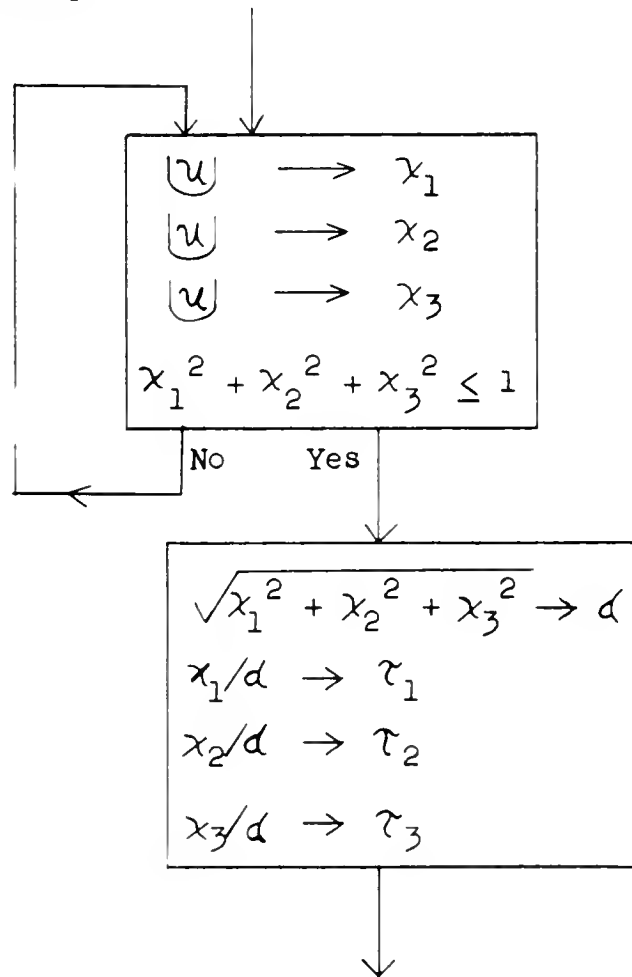 u → x₁
u → x₂
u → x₃
x₁² + x₂² + x₃² ≤ 1
No Yes
√(x₁² + x₂² + x₃²) → d
x₁/d → τ₁
x₂/d → τ₂
x₃/d → τ₃